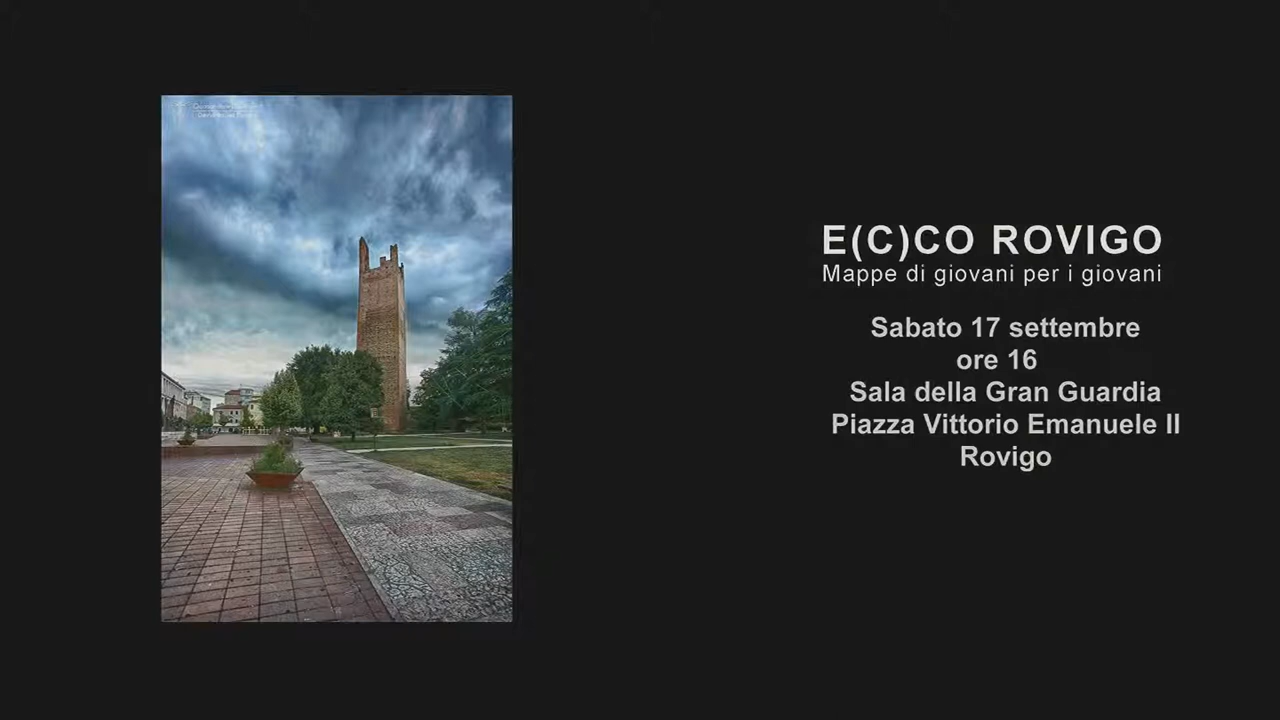 E(C)CO ROVIGO
Mappe di giovani per i giovani
Sabato 17 settembre
ore 16
Sala della Gran Guardia
Piazza Vittorio Emanuele II
Rovigo